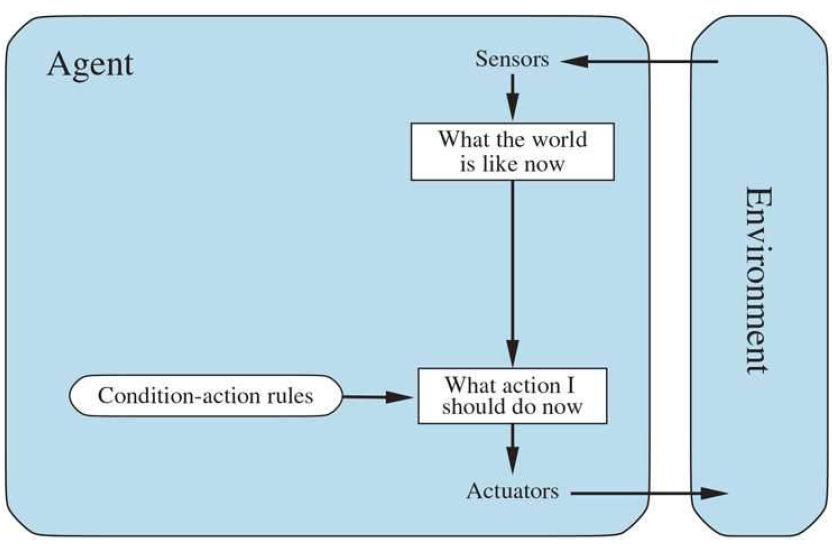 Agent
Sensors
What the world
is like now
Environment
Condition-action rules
What action I
should do now
Actuators